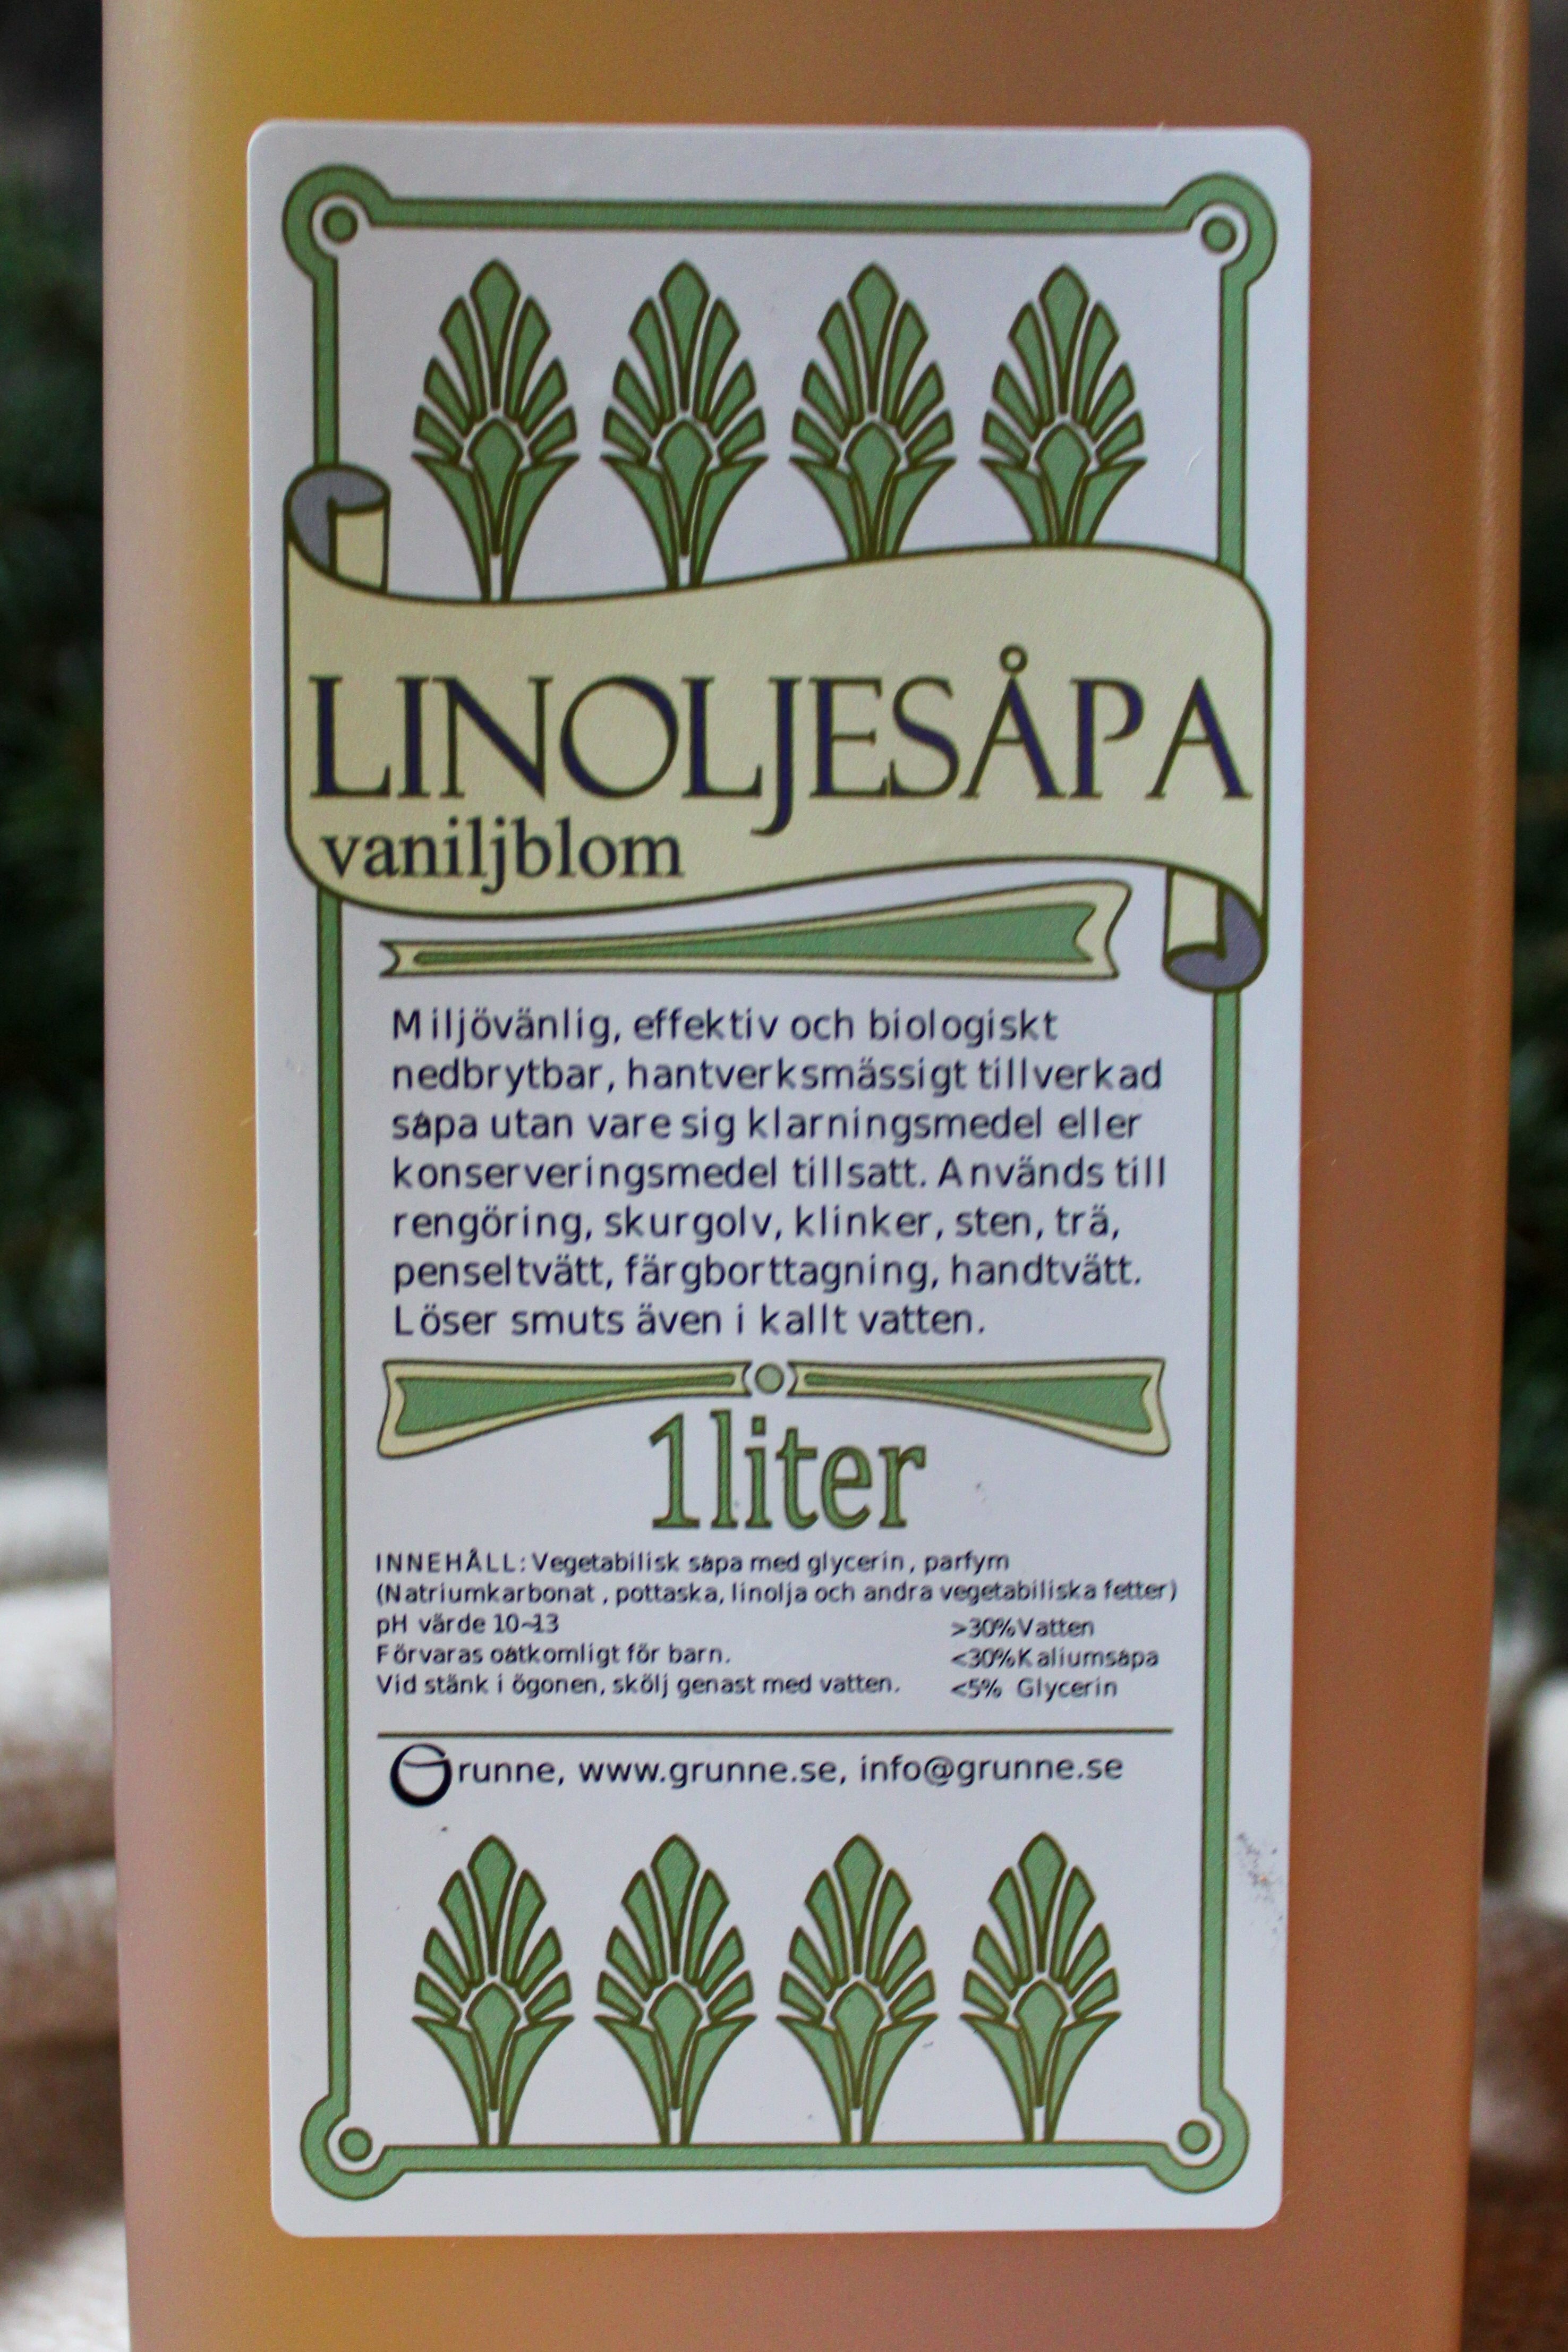 LINOLJESÅPA
vaniljblom
Miljövänlig, effektiv och biologiskt
nedbrytbar, hantverksmässigt tillverkad
såpa utan vare sig klarningsmedel eller
konserveringsmedel tillsatt. Används till
rengöring, skurgolv, klinker, sten, trä,
penseltvätt, färgborttagning, handtvätt.
Löser smuts även i kallt vatten.
1liter
INNEHÅLL: Vegetabilisk såpa med glycerin, parfym
(Natriumkarbonat , pottaska, linolja och andra vegetabiliska fetter)
pH värde 10-13
Förvaras oåtkomligt för barn.
Vid stänk i ögonen, skölj genast med vatten.
>30% Vatten
<30% Kaliumsåpa
<5% Glycerin
Grunne, www.grunne.se, info@grunne.se